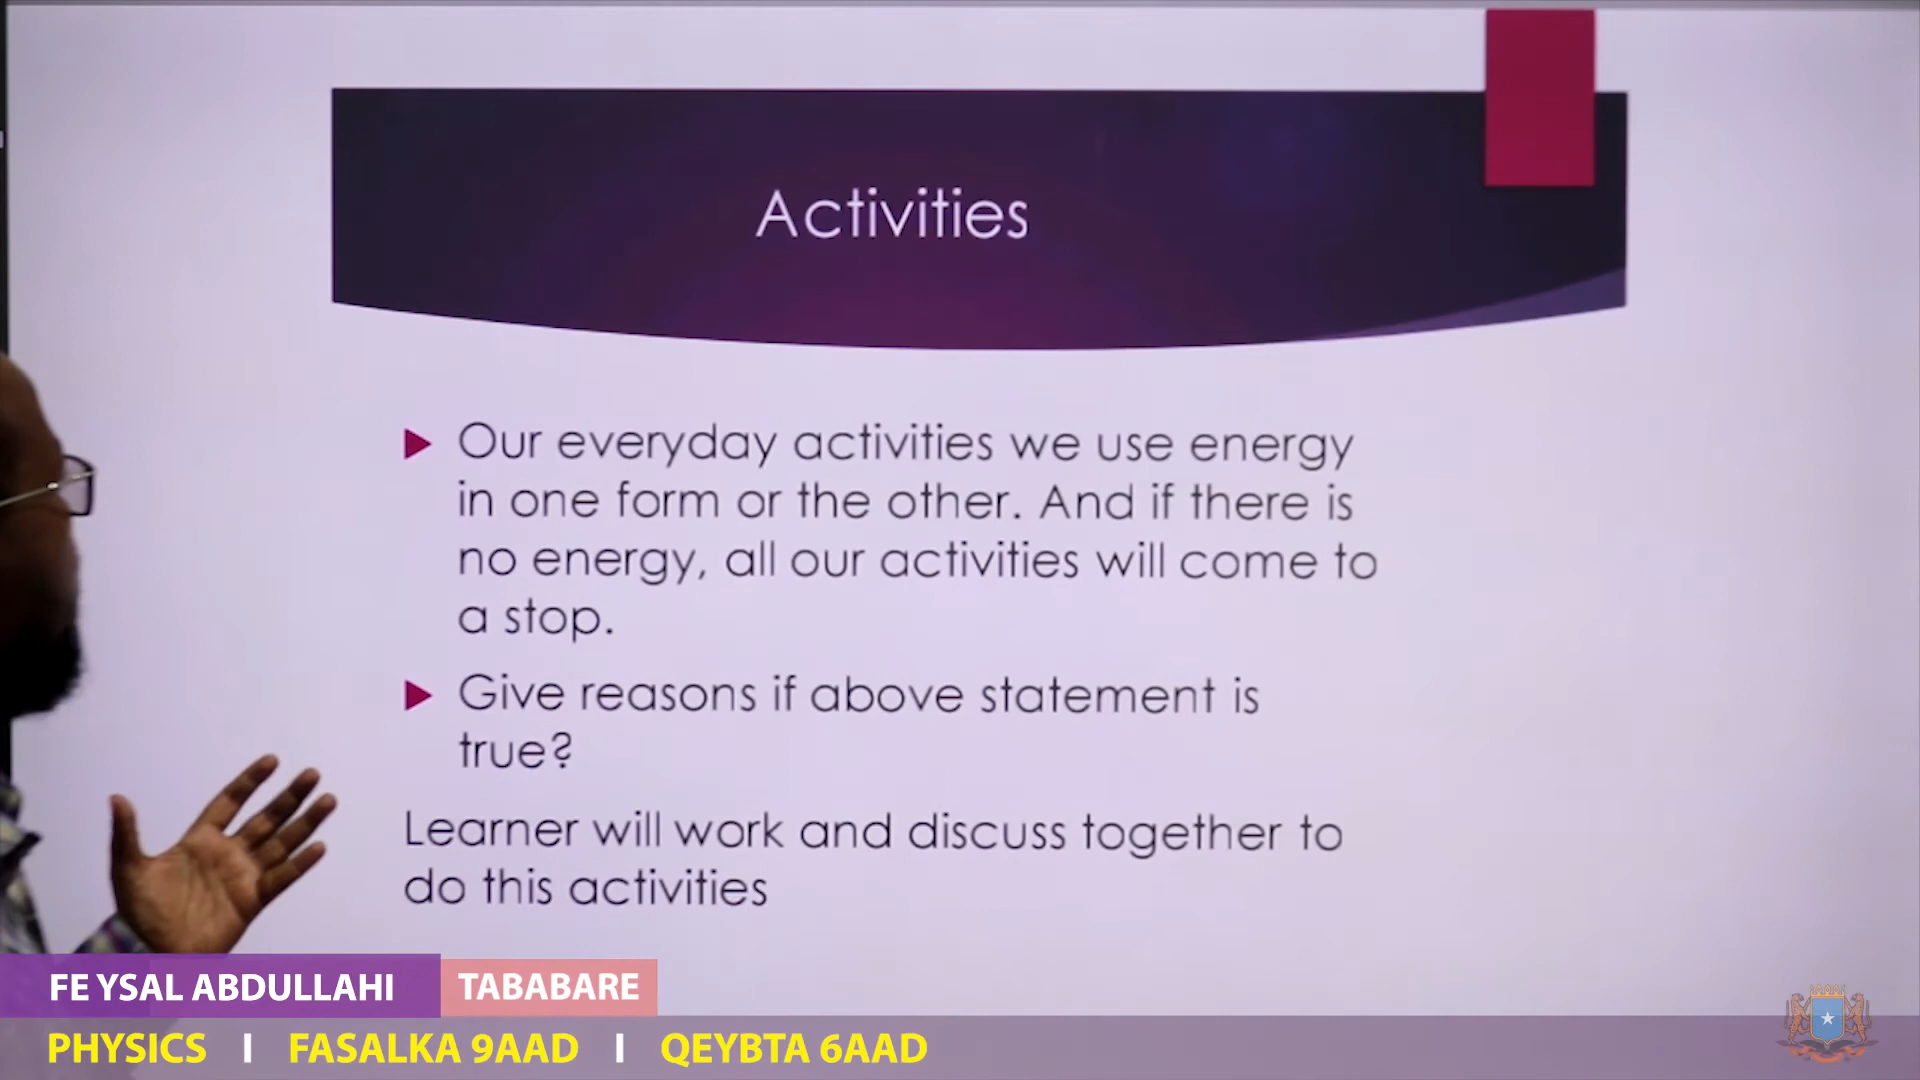 Activities
Our everyday activities we use energy
in one form or the other. And if there is
no energy, all our activities will come to
a stop.
Give reasons if above statement is
true?
Learner will work and discuss together to
do this activities
FEYSAL ABDULLAHI
TABABARE
PHYSICS I FASALKA 9AAD I QEYBTA 6AAD